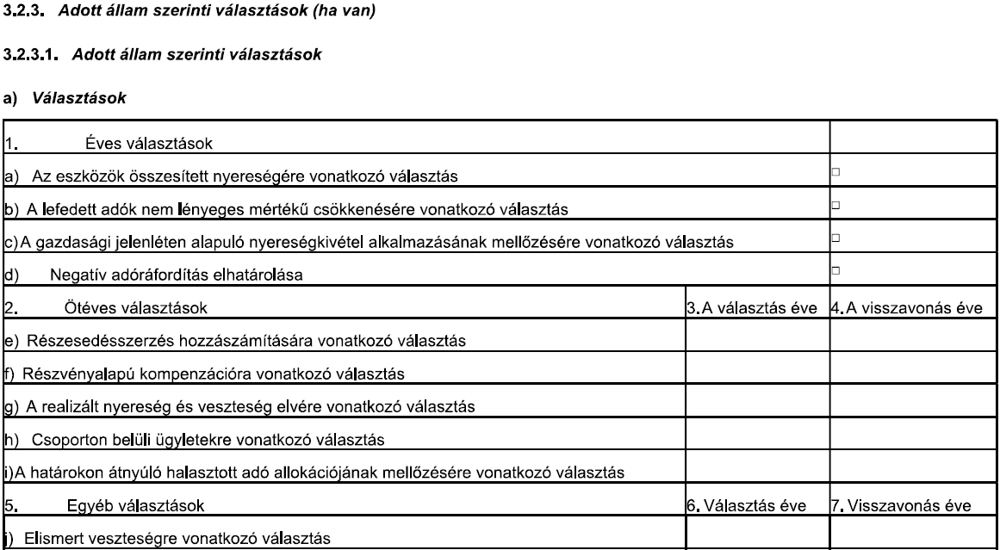 3.2.3. Adott állam szerinti választások (ha van)
3.2.3.1. Adott állam szerinti választások
a) Választások
1. Éves választások
a) Az eszközök összesített nyereségére vonatkozó választás □
b) A lefedett adók nem lényeges mértékű csökkenésére vonatkozó választás □
c) A gazdasági jelenléten alapuló nyereségkivétel alkalmazásának mellőzésére vonatkozó választás □
d) Negatív adóráfordítás elhatárolása □
2. Ötéves választások 3. A választás éve 4. A visszavonás éve
e) Részesedésszerzés hozzászámítására vonatkozó választás
f) Részvényalapú kompenzációra vonatkozó választás
g) A realizált nyereség és veszteség elvére vonatkozó választás
h) Csoporton belüli ügyletekre vonatkozó választás
i) A határokon átnyúló halasztott adó allokációjának mellőzésére vonatkozó választás
5. Egyéb választások 6. Választás éve 7. Visszavonás éve
j) Elismert veszteségre vonatkozó választás